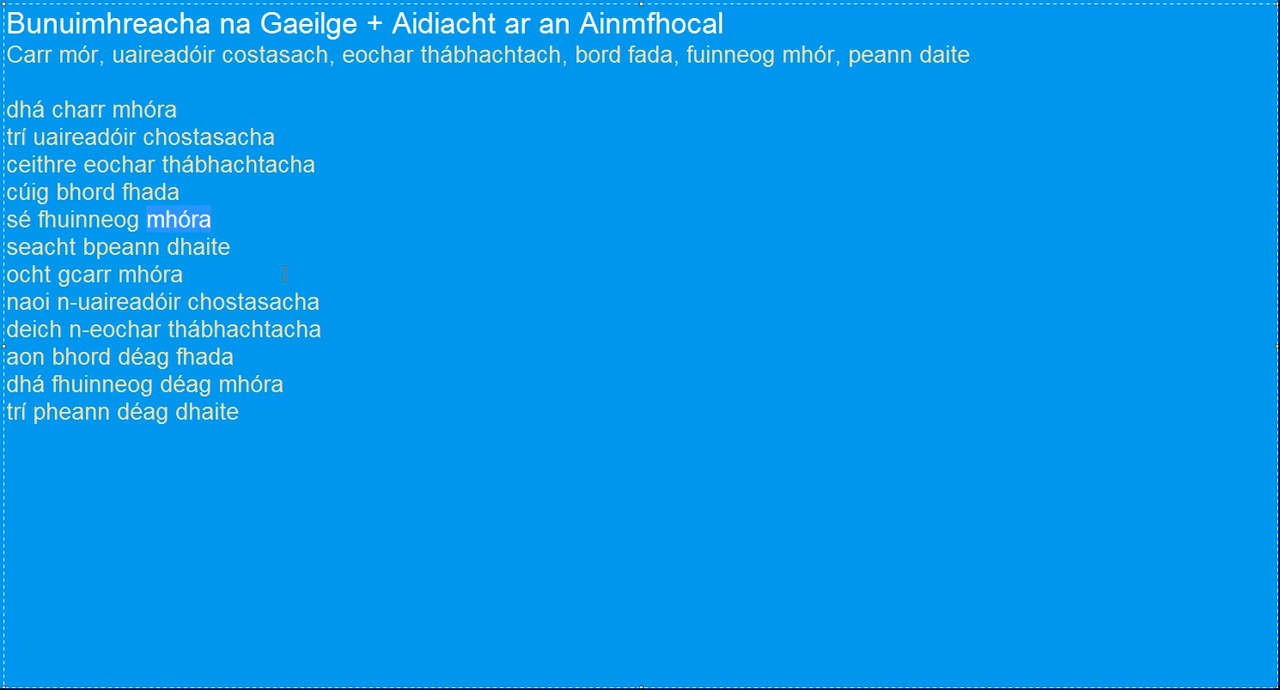 Bunuimhreacha na Gaeilge + Aidiacht ar an Ainmfhocal
Carr mór, uaireadóir costasach, eochar thábhachtach, bord fada, fuinneog mhór, peann daite
dhá charr mhóra
trí uaireadóir chostasacha
ceithre eochar thábhachtacha
cúig bhord fhada
sé fhuinneog mhóra
seacht bpeann dhaite
ocht gcarr mhóra
naoi n-uaireadóir chostasacha
deich n-eochar thábhachtacha
aon bhord déag fhada
dhá fhuinneog déag mhóra
trí pheann déag dhaite